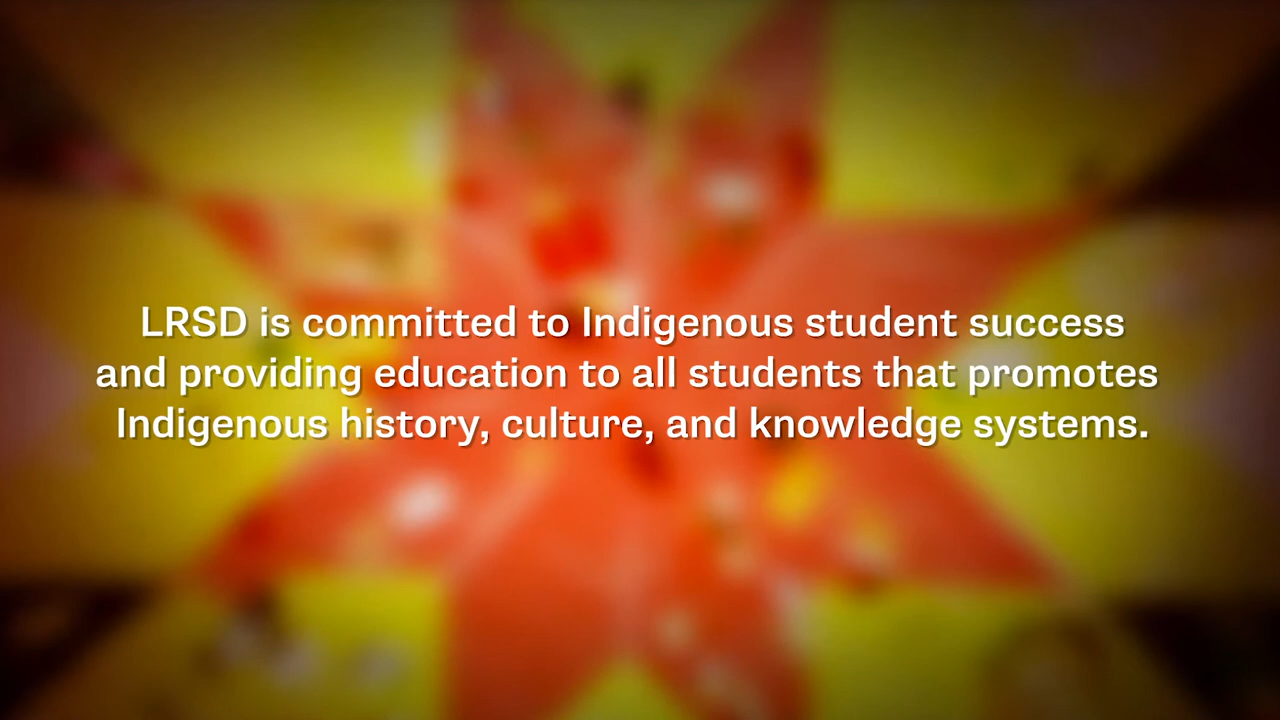 LRSD is committed to Indigenous student success
and providing education to all students that promotes
Indigenous history, culture, and knowledge systems.